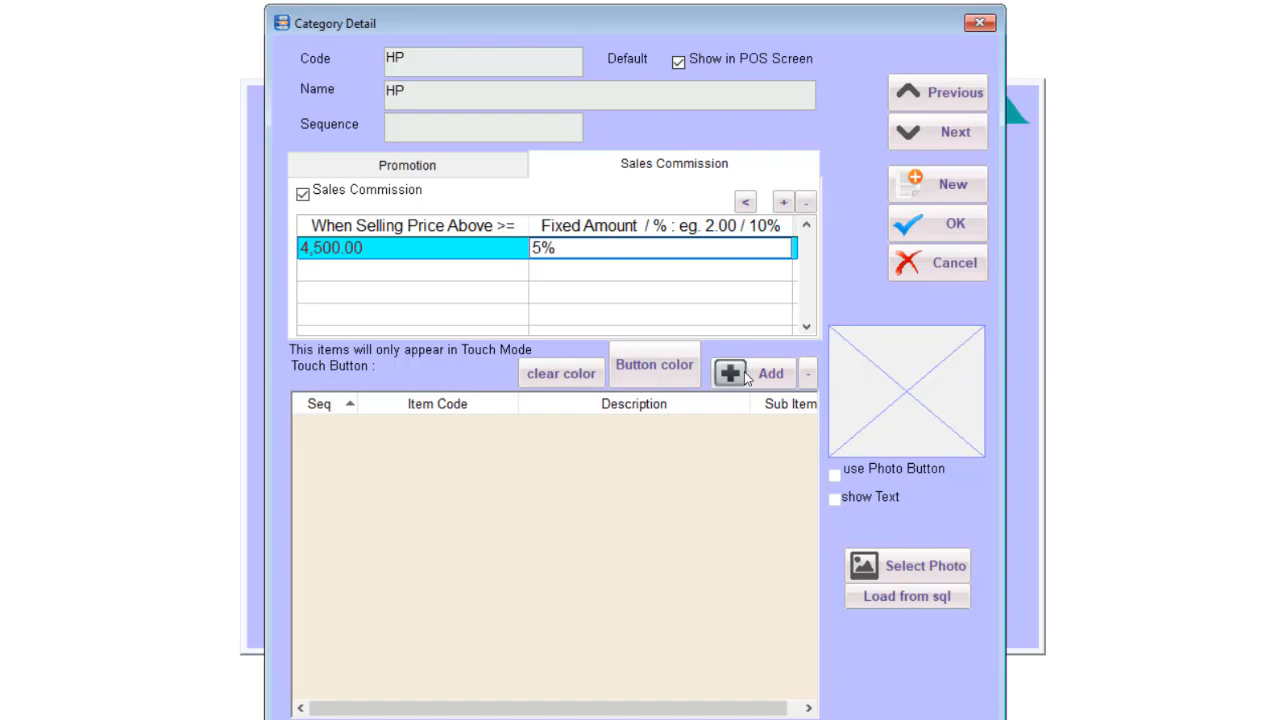 Category Detail
Code HP Default Show in POS Screen
Name HP
Sequence
Previous
Next
New
OK
Cancel
Promotion Sales Commission
Sales Commission
< + -
When Selling Price Above >= Fixed Amount / % : eg. 2.00 / 10%
4,500.00 5%
This items will only appear in Touch Mode
Touch Button :
clear color Button color Add -
Seq Item Code Description Sub Item
use Photo Button
show Text
Select Photo
Load from sql